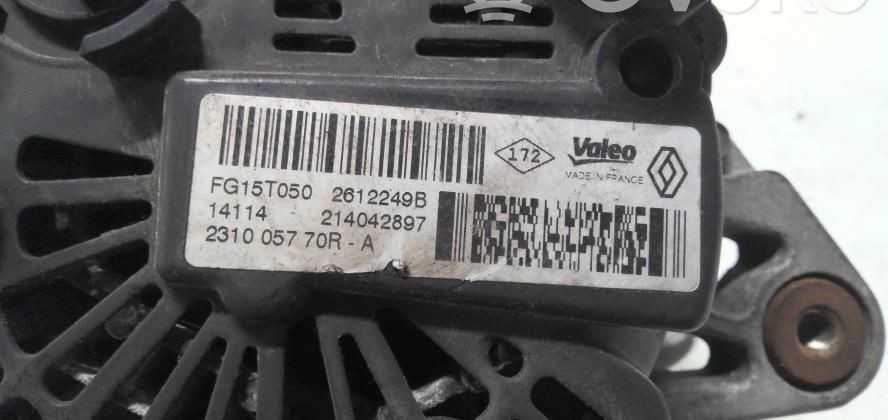 172
Valeo
MADE IN FRANCE
FG15T050 2612249B
14114 214042897
2310 057 70R - A